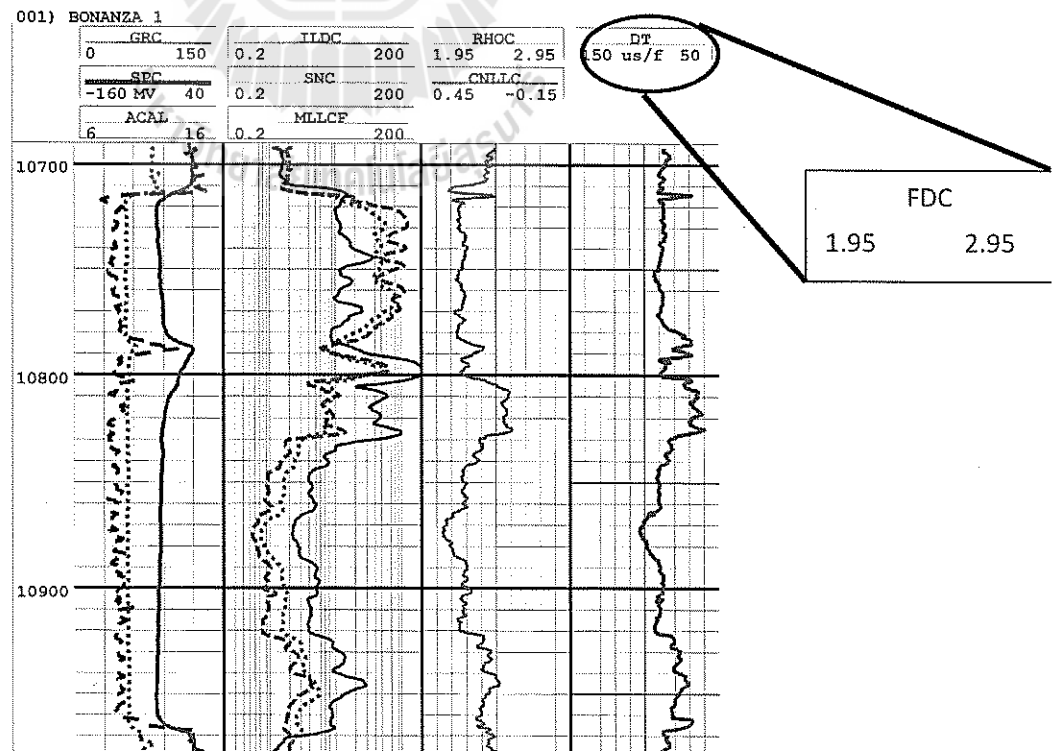 001) BONANZA 1
GRC
0 150
SPC
-160 MV 40
ACAL
6 16
ILDC
0.2 200
SNC
0.2 200
MLLCF
0.2 200
RHOC
1.95 2.95
CNLLC
0.45 -0.15
DT
150 us/f 50
FDC
1.95 2.95
10700
10800
10900